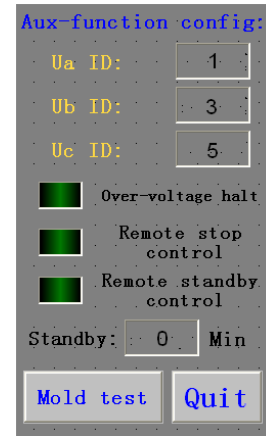 Aux-function config:
Ua ID: 1
Ub ID: 3
Uc ID: 5
Over-voltage halt
Remote stop
control
Remote standby
control
Standby: 0 Min
Mold test Quit